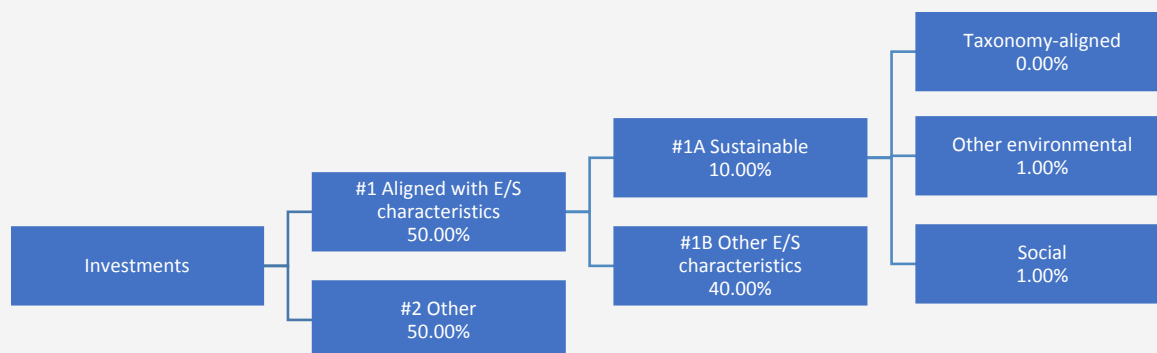 Investments
#1 Aligned with E/S
characteristics
50.00%
#2 Other
50.00%
#1A Sustainable
10.00%
#1B Other E/S
characteristics
40.00%
Taxonomy-aligned
0.00%
Other environmental
1.00%
Social
1.00%